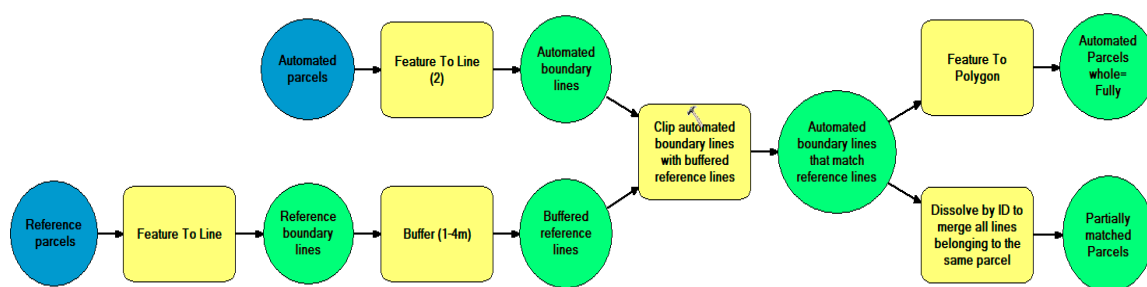 Automated
parcels
Feature To Line
(2)
Automated
boundary
lines
Clip automated
boundary lines
with buffered
reference lines
Automated
boundary lines
that match
reference lines
Feature To
Polygon
Automated
Parcels
whole=
Fully
Reference
parcels
Feature To Line
Reference
boundary
lines
Buffer (1-4m)
Buffered
reference
lines
Dissolve by ID to
merge all lines
belonging to the
same parcel
Partially
matched
Parcels